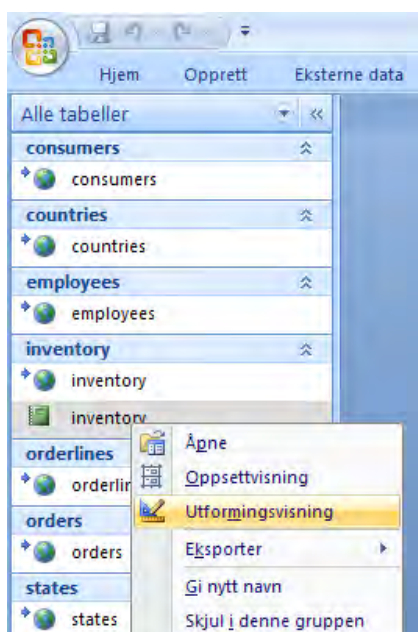 Hjem Opprett Eksterne data
Alle tabeller
consumers
consumers
countries
countries
employees
employees
inventory
inventory
inventory
Åpne
orderlines
orderlin
Oppsettvisning
Utformingsvisning
orders
orders
Eksporter
states
Gi nytt navn
states
Skjul i denne gruppen